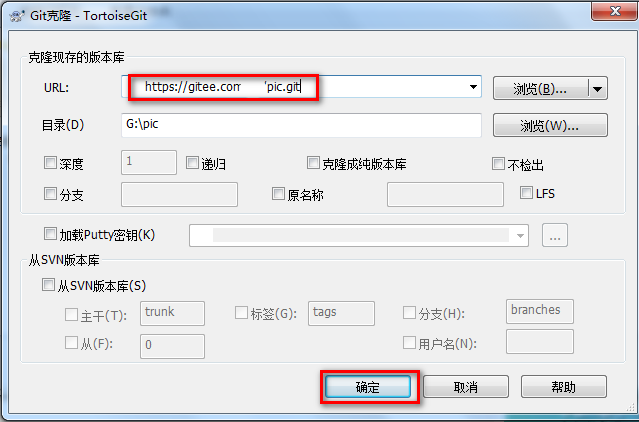 Git克隆 - TortoiseGit
克隆现存的版本库
URL: https://gitee.com 'pic.git 浏览(B)...
目录(D) G:\pic 浏览(W)...
深度 1 递归 克隆成纯版本库 不检出
分支 原名称 LFS
加载Putty密钥(K) ...
从SVN版本库
从SVN版本库(S)
主干(T): trunk 标签(G): tags 分支(H): branches
从(F): 0 用户名(N):
确定 取消 帮助